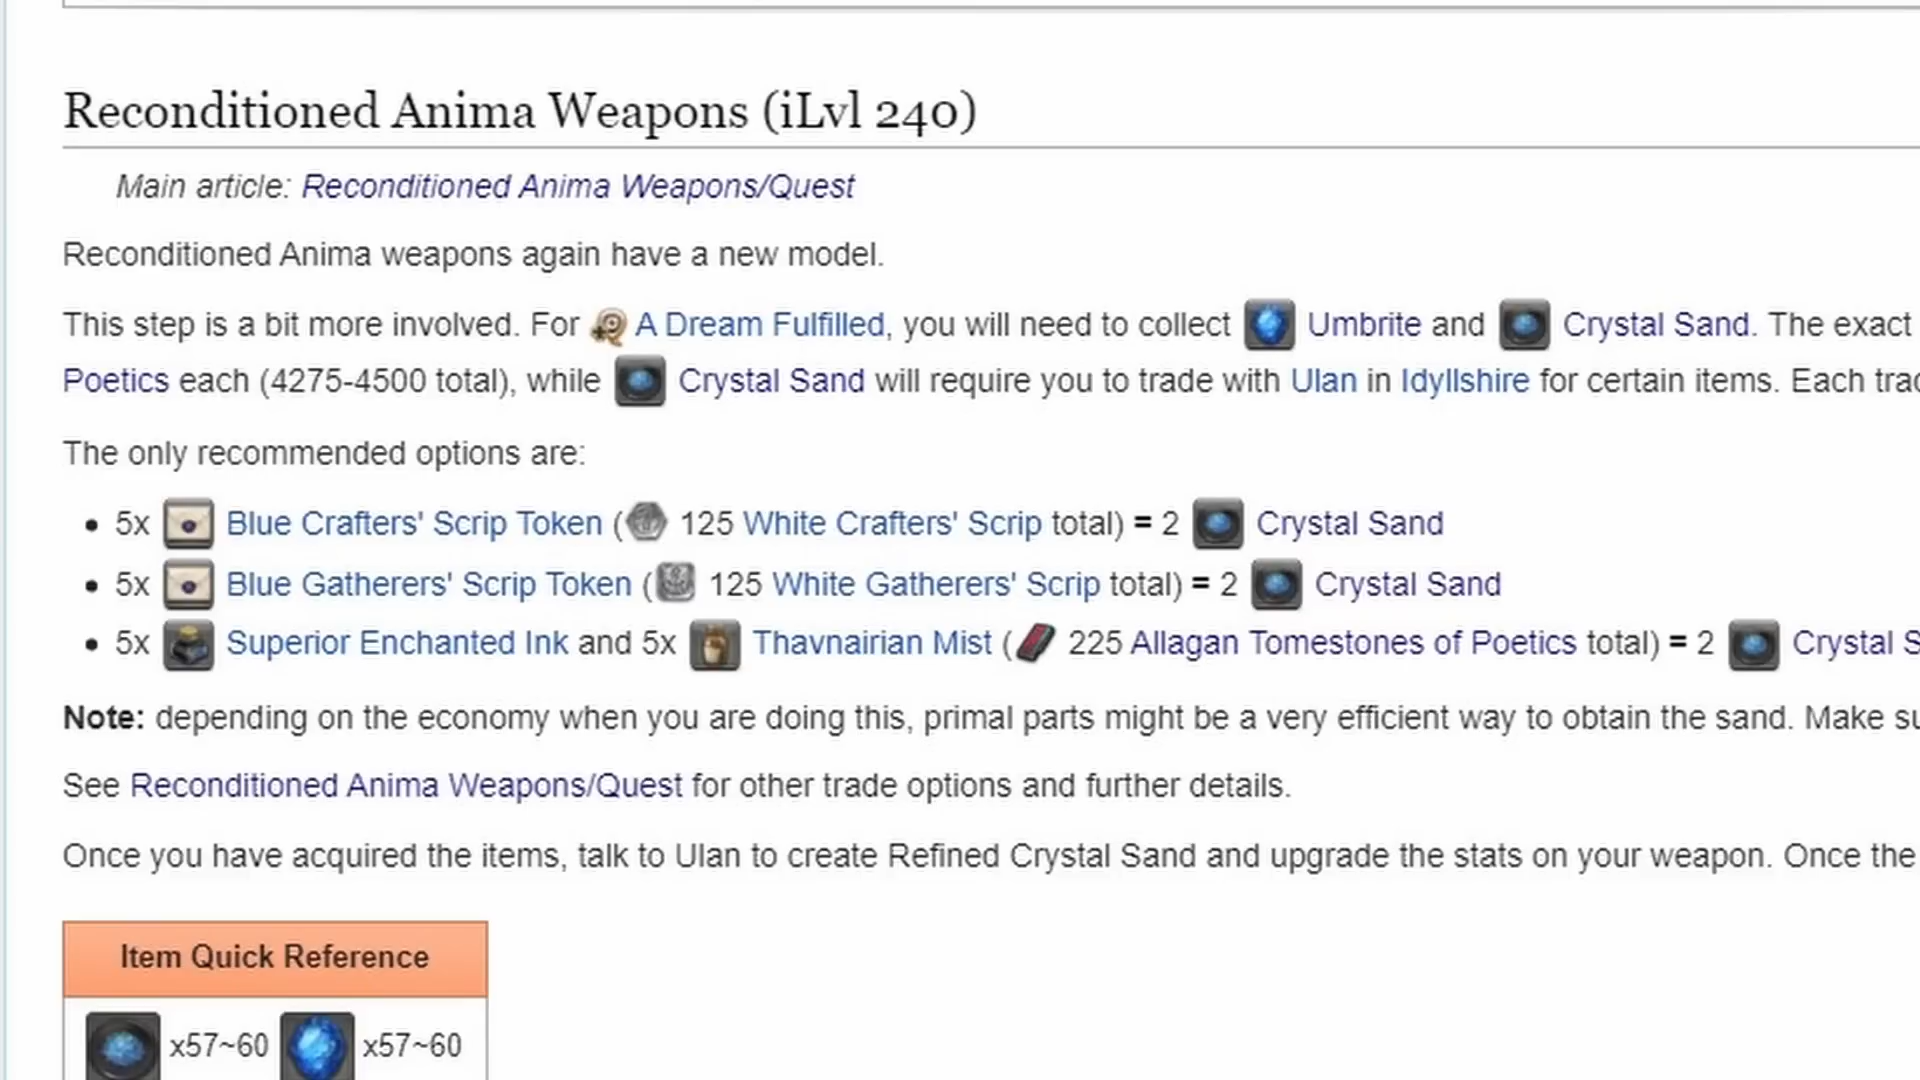 Reconditioned Anima Weapons (iLvl 240)
Main article: Reconditioned Anima Weapons/Quest
Reconditioned Anima weapons again have a new model.
This step is a bit more involved. For A Dream Fulfilled, you will need to collect Umbrite and Crystal Sand. The exact
Poetics each (4275-4500 total), while Crystal Sand will require you to trade with Ulan in Idyllshire for certain items. Each
The only recommended options are:
• 5x Blue Crafters' Scrip Token (125 White Crafters' Scrip total) = 2 Crystal Sand
• 5x Blue Gatherers' Scrip Token (125 White Gatherers' Scrip total) = 2 Crystal Sand
• 5x Superior Enchanted Ink and 5x Thavnairian Mist (225 Allagan Tomestones of Poetics total) = 2 Crystal S
Note: depending on the economy when you are doing this, primal parts might be a very efficient way to obtain the sand. Make
See Reconditioned Anima Weapons/Quest for other trade options and further details.
Once you have acquired the items, talk to Ulan to create Refined Crystal Sand and upgrade the stats on your weapon. Once the
Item Quick Reference
x57~60 x57~60